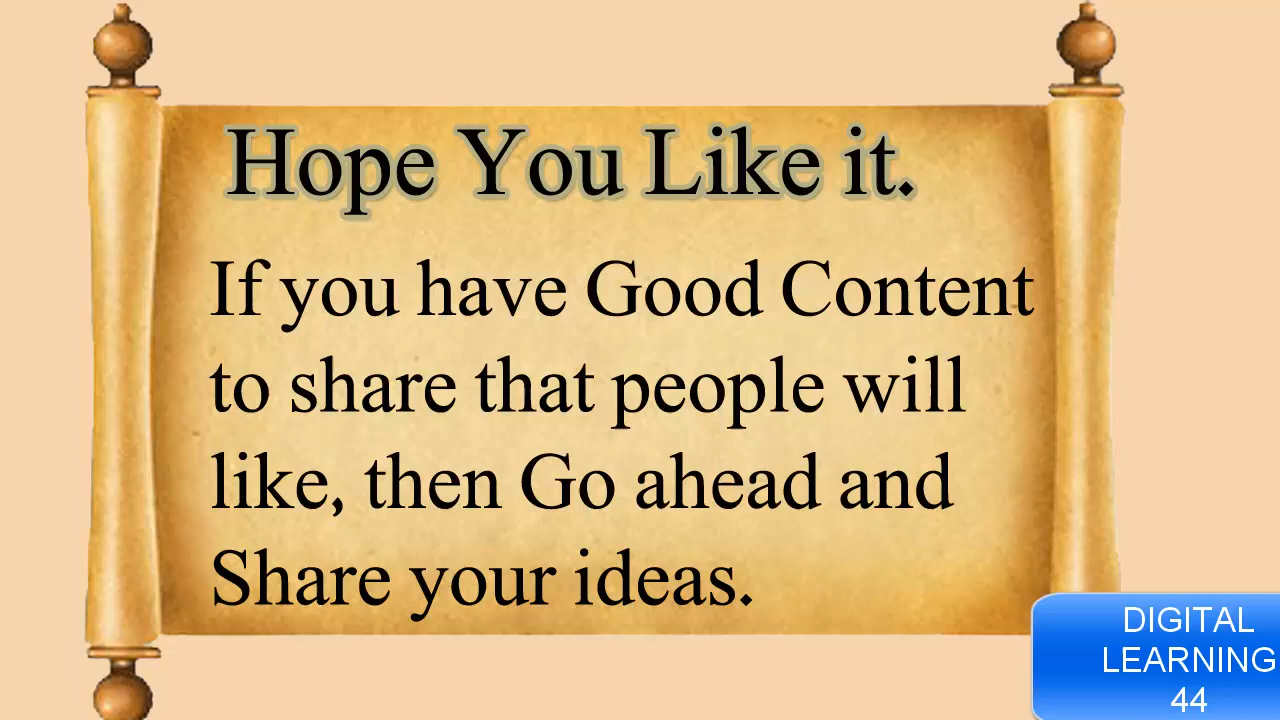 Hope You Like it.
If you have Good Content
to share that people will
like, then Go ahead and
Share your ideas.
DIGITAL
LEARNING
44